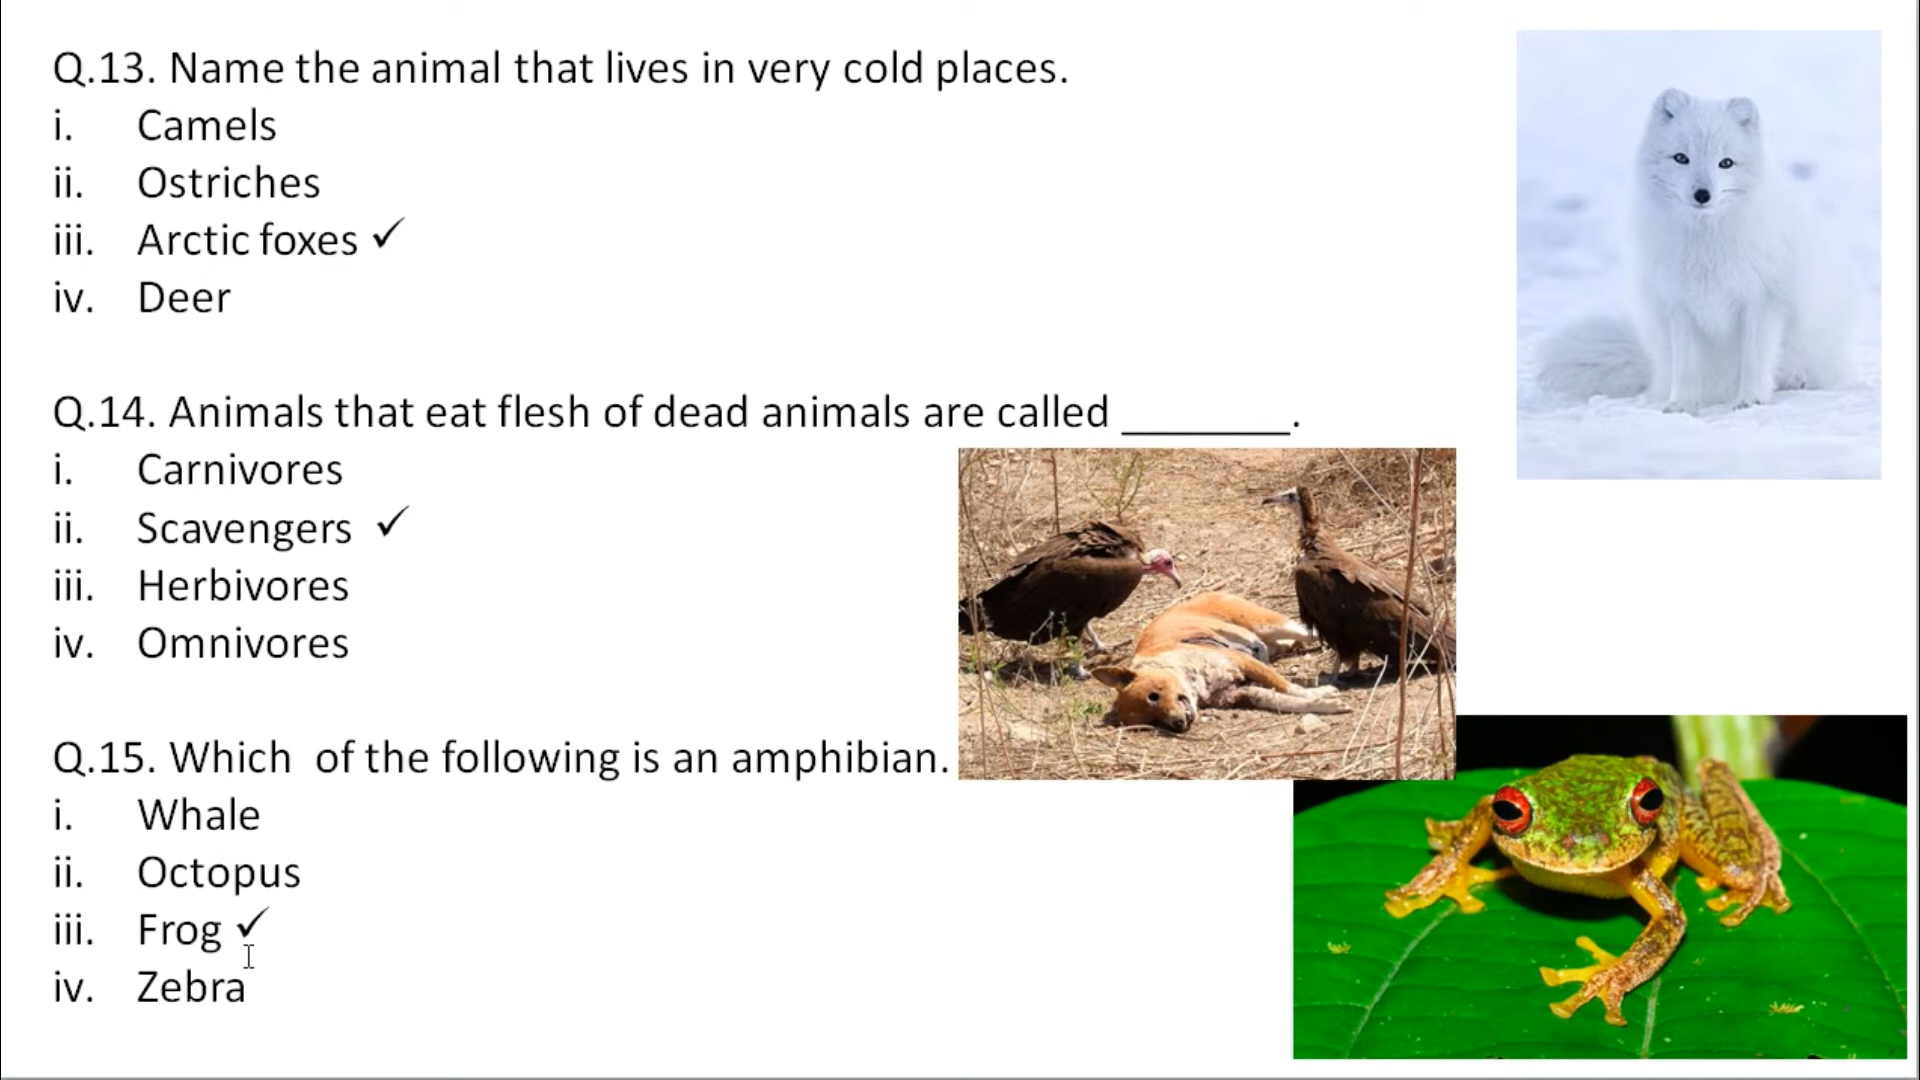 Q.13. Name the animal that lives in very cold places.
i. Camels
ii. Ostriches
iii. Arctic foxes ✓
iv. Deer
Q.14. Animals that eat flesh of dead animals are called ________.
i. Carnivores
ii. Scavengers ✓
iii. Herbivores
iv. Omnivores
Q.15. Which of the following is an amphibian.
i. Whale
ii. Octopus
iii. Frog ✓
iv. Zebra